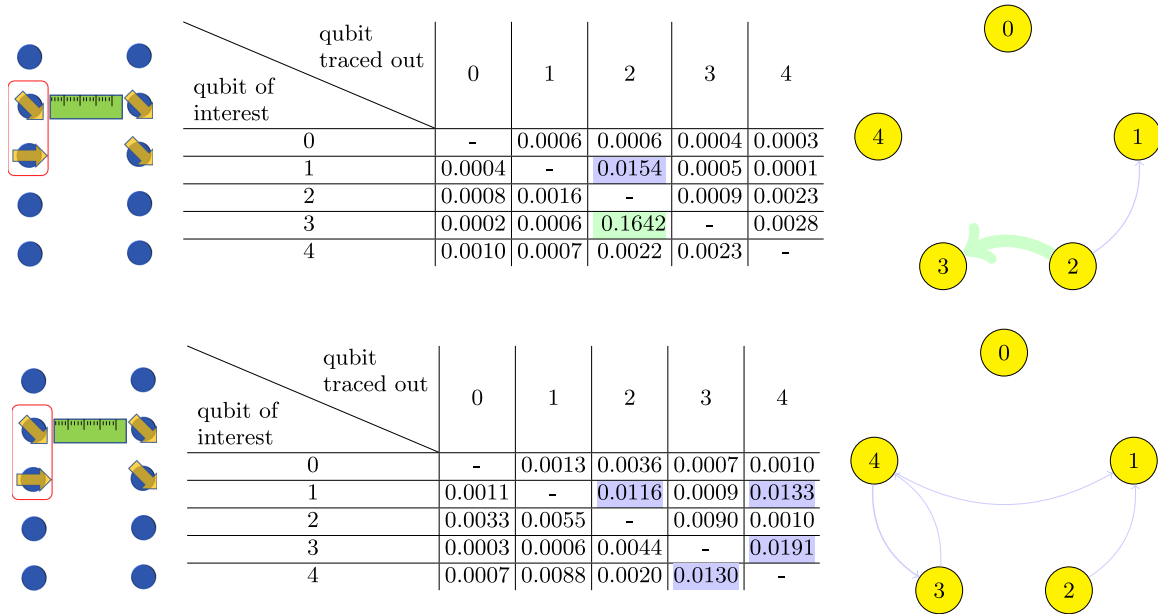 qubit
traced out
qubit of
interest
0 1 2 3 4
0 - 0.0006 0.0006 0.0004 0.0003
1 0.0004 - 0.0154 0.0005 0.0001
2 0.0008 0.0016 - 0.0009 0.0023
3 0.0002 0.0006 0.1642 - 0.0028
4 0.0010 0.0007 0.0022 0.0023 -
0
4
1
3
2
qubit
traced out
qubit of
interest
0 1 2 3 4
0 - 0.0013 0.0036 0.0007 0.0010
1 0.0011 - 0.0116 0.0009 0.0133
2 0.0033 0.0055 - 0.0090 0.0010
3 0.0003 0.0006 0.0044 - 0.0191
4 0.0007 0.0088 0.0020 0.0130 -
0
4
1
3
2